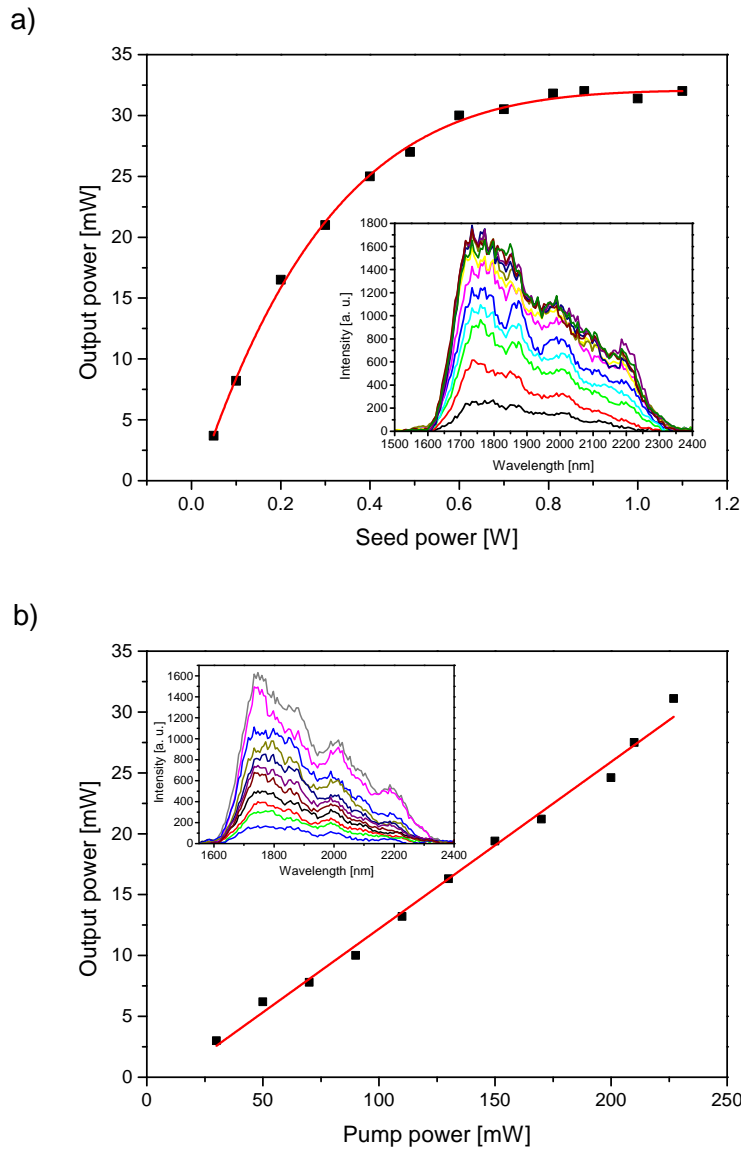 a)
35
30
25
20
15
10
5
0
Output power [mW]
0.0 0.2 0.4 0.6 0.8 1.0 1.2
Seed power [W]
1800
1600
1400
1200
1000
800
600
400
200
0
Intensity [a. u.]
1500 1600 1700 1800 1900 2000 2100 2200 2300 2400
Wavelength [nm]
b)
35
30
25
20
15
10
5
0
Output power [mW]
0 50 100 150 200 250
Pump power [mW]
1600
1400
1200
1000
800
600
400
200
0
Intensity [a. u.]
1600 1800 2000 2200 2400
Wavelength [nm]